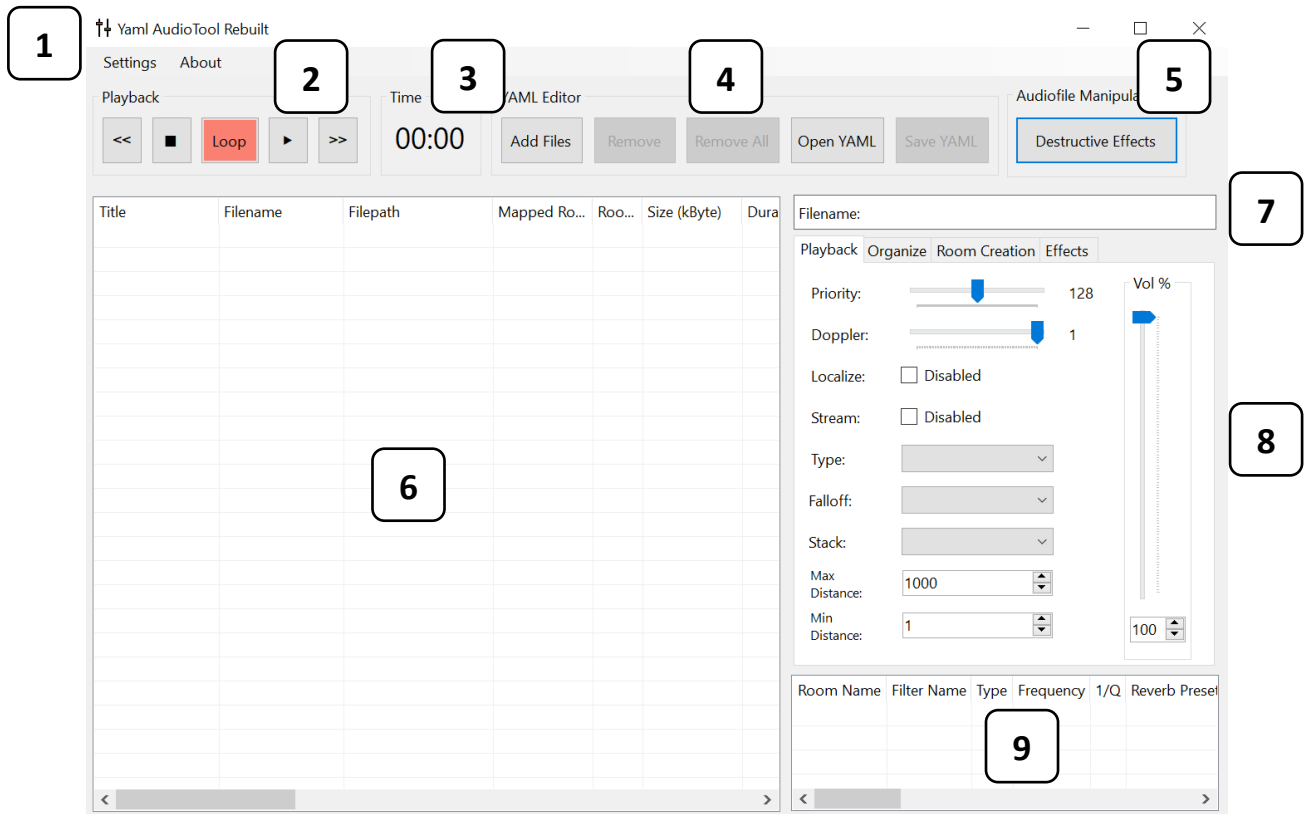 Yaml AudioTool Rebuilt
1
Settings About
2
3
4
5
Playback
Time
YAML Editor
Audiofile Manipula
<< ■ Loop ▶ >>
00:00
Add Files Remove Remove All Open YAML Save YAML
Destructive Effects
Title Filename Filepath Mapped Ro... Roo... Size (kByte) Dura
Filename:
7
Playback Organize Room Creation Effects
Priority: 128
Vol %
Doppler: 1
Localize: Disabled
Stream: Disabled
8
Type:
6
Falloff:
Stack:
Max
Distance: 1000
Min
Distance: 1
100
Room Name Filter Name Type Frequency 1/Q Reverb Preset
9